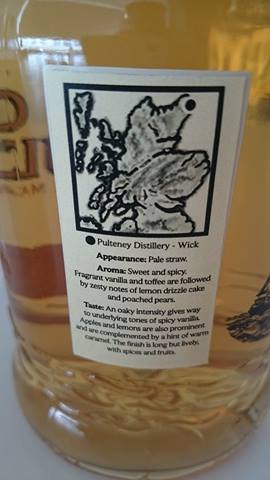 Pulteney Distillery - Wick
Appearance: Pale straw.
Aroma: Sweet and spicy.
Fragrant vanilla and toffee are followed
by zesty notes of lemon drizzle cake
and poached pears.
Taste: An oaky intensity gives way
to underlying tones of spicy vanilla.
Apples and lemons are also prominent
and are complemented by a hint of warm
caramel. The finish is long but lively,
with spices and fruits.